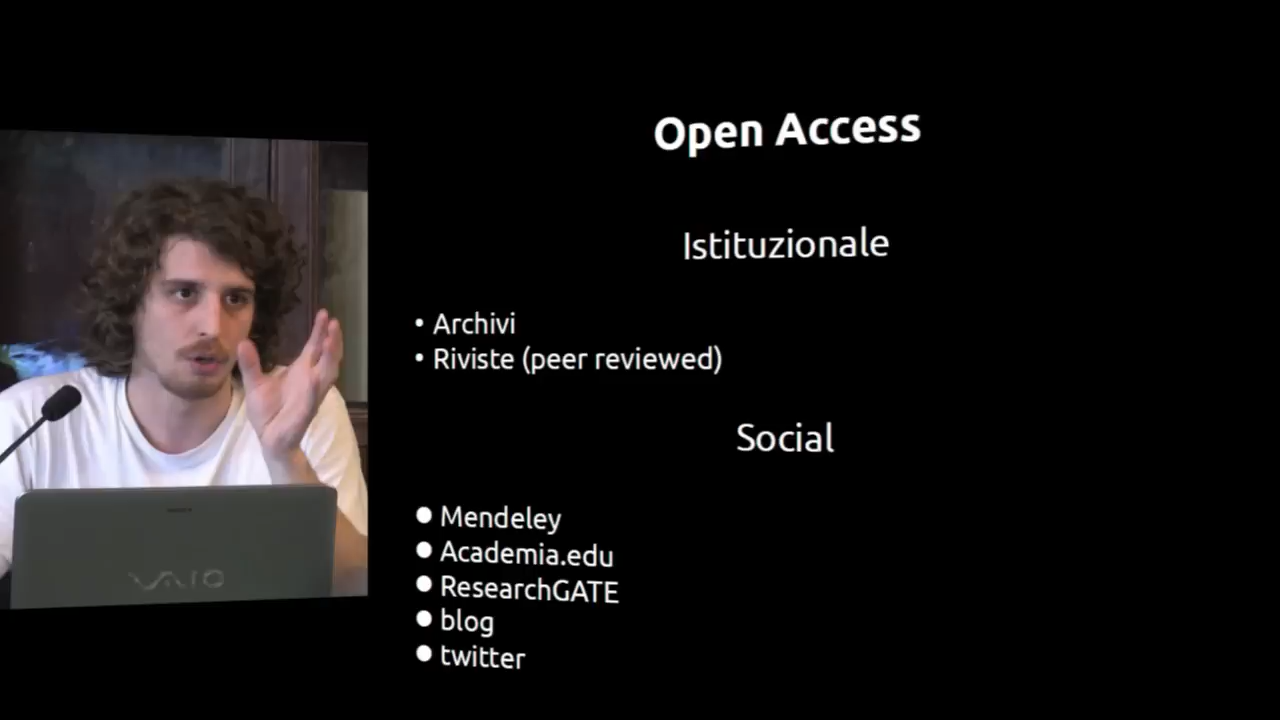 Open Access
Istituzionale
• Archivi
• Riviste (peer reviewed)
Social
● Mendeley
● Academia.edu
● ResearchGATE
● blog
● twitter
VAIO